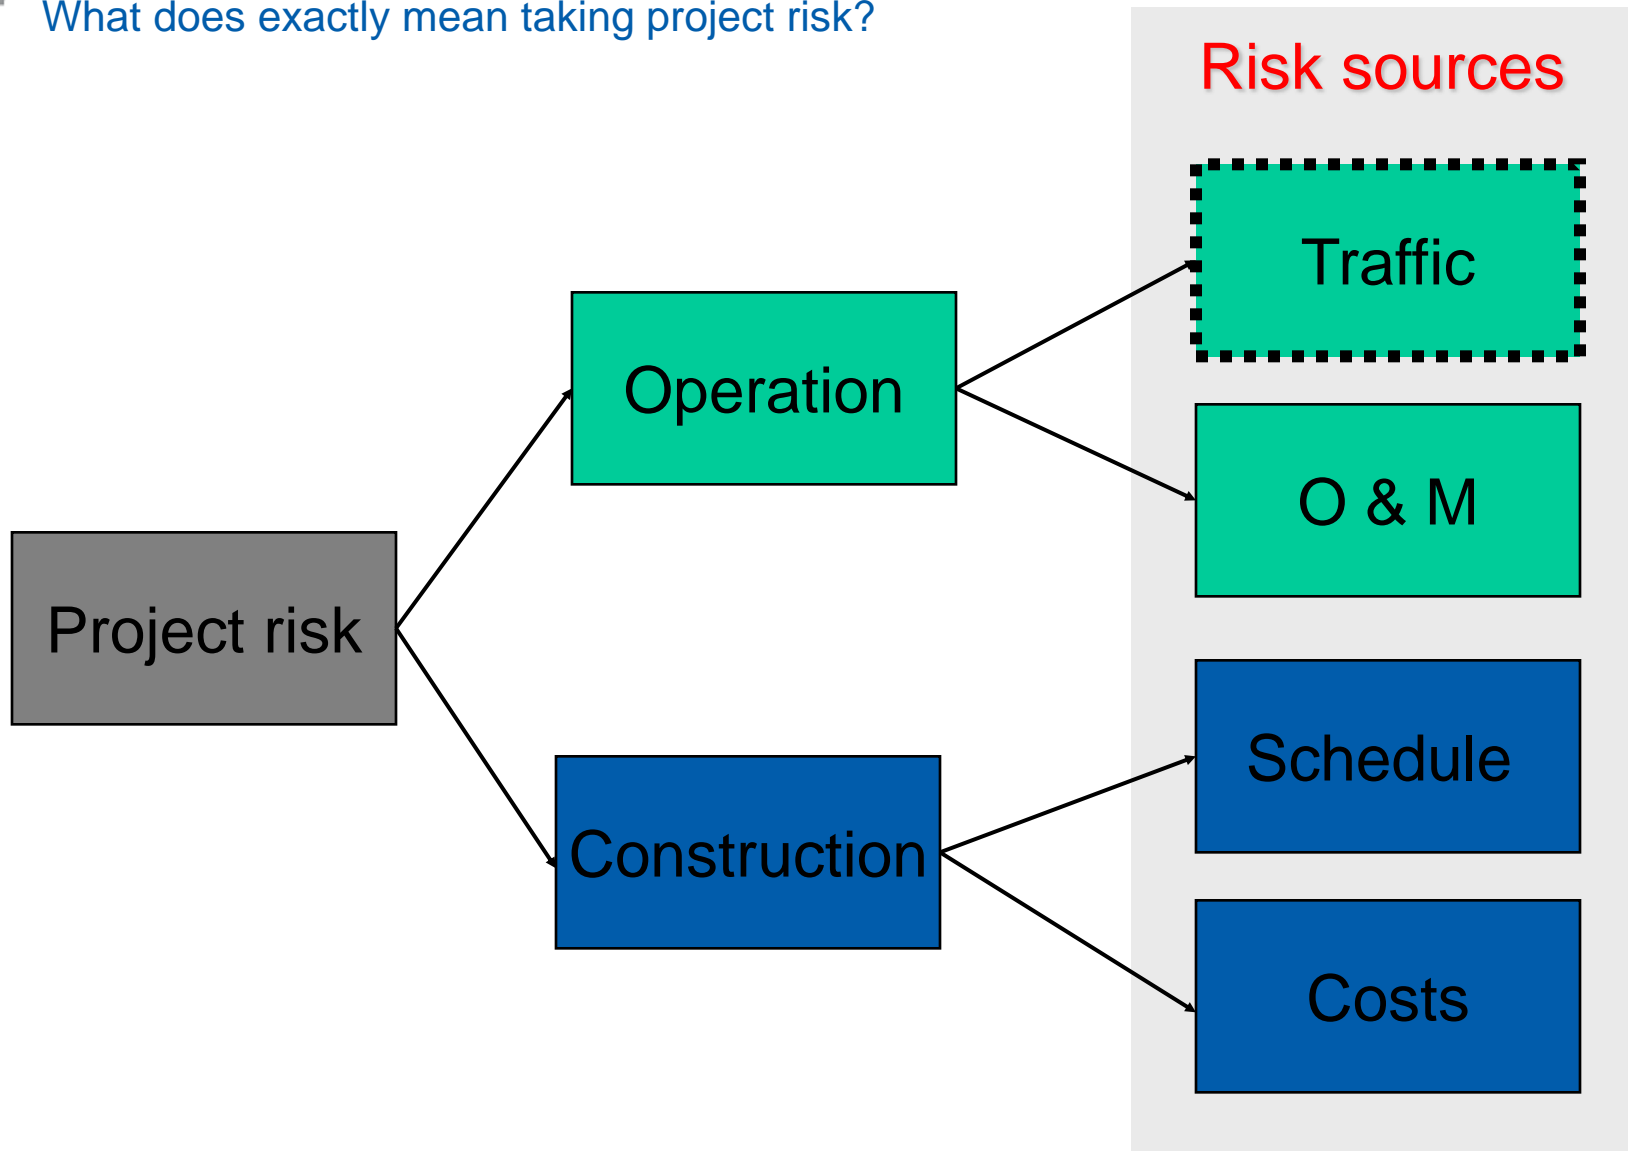 What does exactly mean taking project risk?
Risk sources
Traffic
Operation
O & M
Project risk
Schedule
Construction
Costs